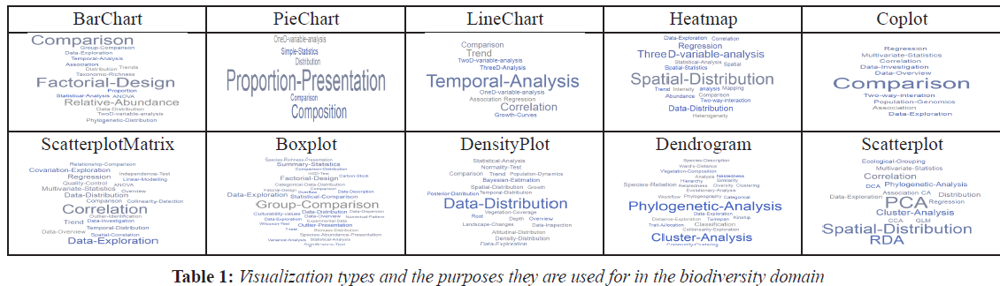 BarChart PieChart LineChart Heatmap Coplot
Comparison
Group-Comparison
Data-Exploration
Temporal-Analysis
Association
Distribution Trends
Taxonomic-Richness
Factorial-Design
Proportion
Statistical-Analysis ANOVA
Relative-Abundance
Data-Distribution
TwoD-variable-analysis
Phylogenetic-Distribution
OneD-variable-analysis
Simple-Statistics
Distribution
Proportion-Presentation
Comparison
Composition
Comparison
Trend
TwoD-variable-analysis
ThreeD-Analysis
Temporal-Analysis
OneD-variable-analysis
Association Regression
Correlation
Growth-Curves
Data-Exploration Correlation
Regression
ThreeD-variable-analysis
Statistical-Analysis Spatial
Spatial-Statistics
Spatial-Distribution
Trend Intensity analysis Mapping
Abundance Comparison
Two-way-interaction
Data-Distribution
Heterogeneity
Regression
Multivariate-Statistics
Correlation
Data-Investigation
Data-Overview
Comparison
Two-way-interation
Population-Genomics
Association
Data-Exploration
ScatterplotMatrix Boxplot DensityPlot Dendrogram Scatterplot
Relationship-Comparison
Covariation-Exploration
Independences-Test
Regression
Linear-Modelling
Quality-Control ANOVA
Multivariate-Statistics Overview
Data-Distribution
Comparison Collinearity-Detection
Correlation
Outlier-Identification
Trend Data-Investigation
Temporal-Distribution
Data-Overview
Spatial-Correlation
Data-Exploration
Species-Richness-Presentation
Summary-Statistics
Comparison-Distribution
HSD-Test Carbon-Stock
Factorial-Design
Categorical-Data-Distribution
Factorial-Design Comparison
Overview Data-Description
Data-Exploration Statistical-Comparison
Group-Comparison
Culturability-values Data-Distribution Data-Dispersion
Data-Overview
Data-Exploration Experimental-Data
Wilcoxon-Test Outlier-Presentation
T-test Biomass-Distribution
Species-Abundance-Presentation
Variance-Analysis Statistical-Analysis
Significance-Test
Statistical-Analysis
Normality-Test
Comparison Trend Population-Dynamics
Bayesian-Estimation
Spatial-Distribution Growth
Posterior-Distribution Temporal-Distribution
Data-Distribution
Vegetation-Coverage
Root Depth Overview
Landscape-Changes Data-Inspection
Altitudinal-Distribution
Density-Distribution
Data-Exploration
Species-Description
Ward's-Distance
Vegetation-Composition
Analysis Nestedness
Hierarchy Similarity
Species-Relation Relatedness Diversity Clustering
Evolutionary-Analysis
Workflow Phylogeography Categorical
Phylogenetic-Analysis
Data-Exploration
Distance-Exploration Twinspan Kinship
Trait-Allocation Classification
Collinearity-Exploration
Cluster-Analysis
Community-Clustering
Ecological-Grouping
Multivariate-Statistics
Correlation
DCA Phylogenetic-Analysis
Association CA Distribution
PCA Regression
Cluster-Analysis
CCA GLM
Spatial-Distribution
RDA
Table 1: Visualization types and the purposes they are used for in the biodiversity domain